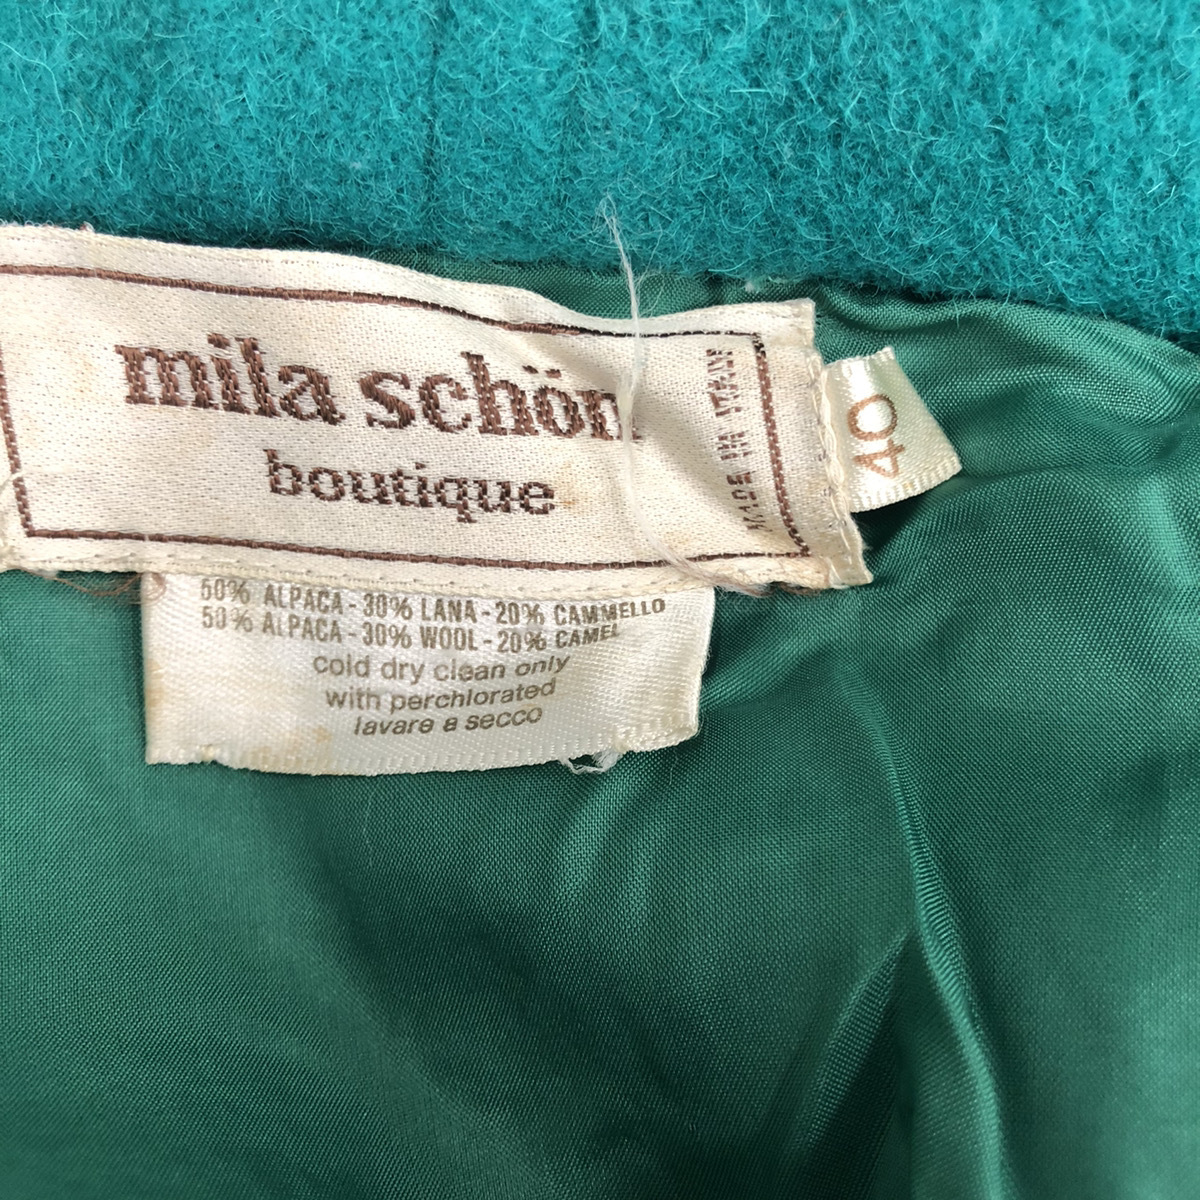 mila schön
boutique
MADE IN ITALY
40
50% ALPACA - 30% LANA - 20% CAMMELLO
50% ALPACA - 30% WOOL - 20% CAMEL
cold dry clean only
with perchlorated
lavare a secco